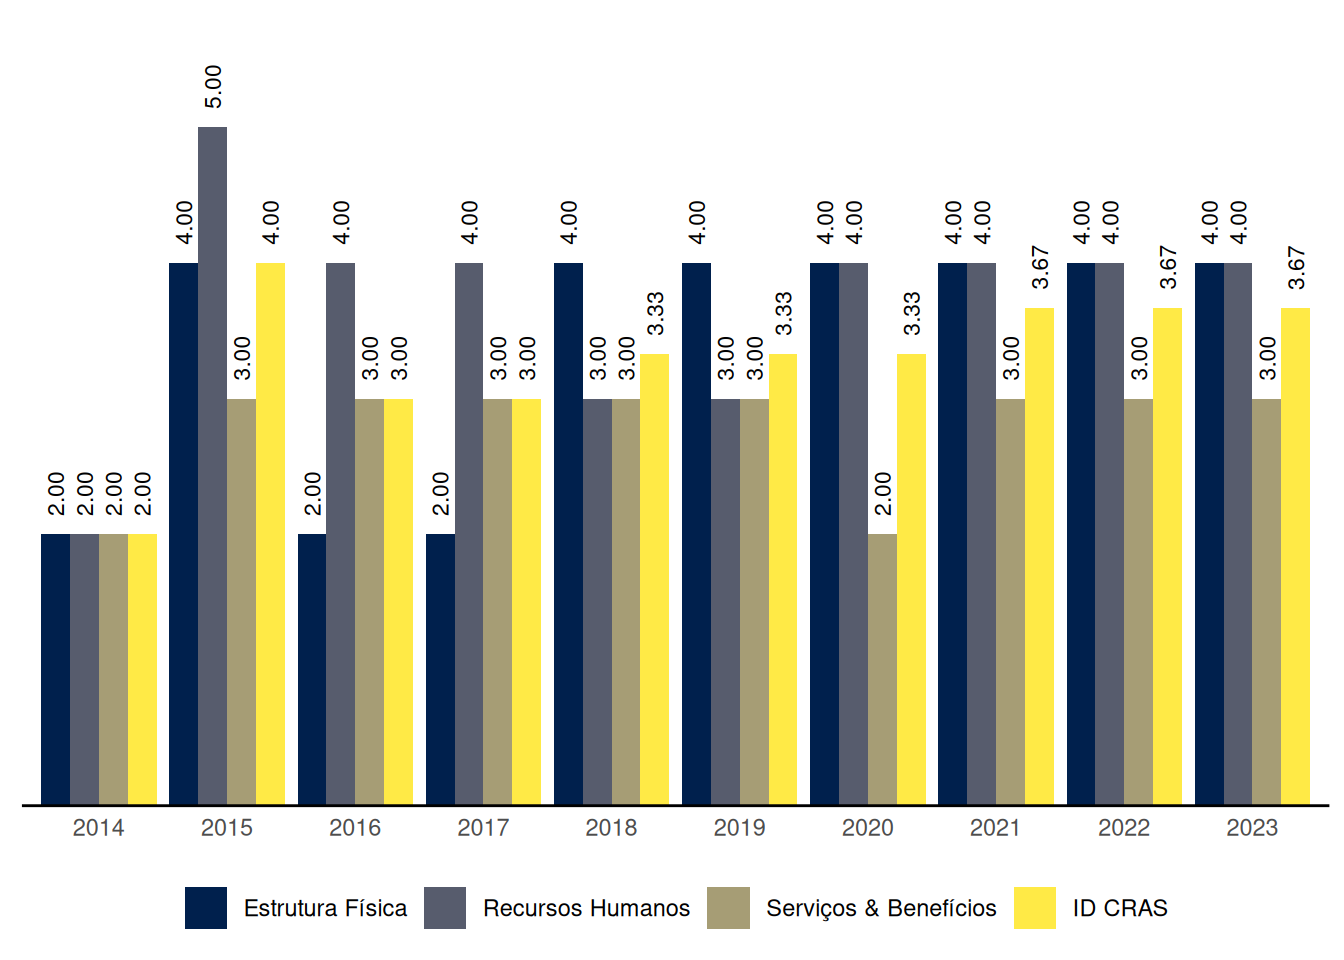 5.00
4.00 4.00 4.00 4.00 4.00 4.00 4.00 4.00 4.00 4.00 4.00 4.00 4.00 4.00
3.67 3.67 3.67
3.33 3.33 3.33
3.00 3.00 3.00 3.00 3.00 3.00 3.00 3.00 3.00 3.00 3.00 3.00
2.00 2.00 2.00 2.00 2.00 2.00 2.00
2014 2015 2016 2017 2018 2019 2020 2021 2022 2023
Estrutura Física Recursos Humanos Serviços & Benefícios ID CRAS